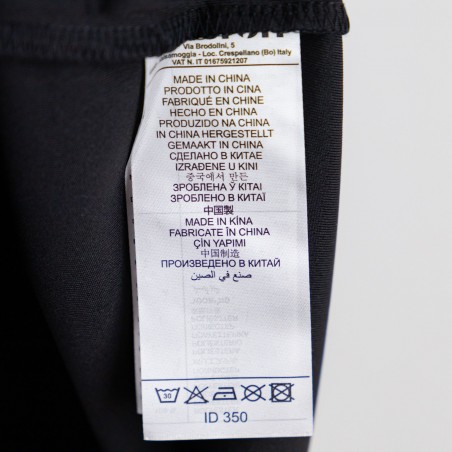 Via Brodolini, 5
Loc. Crespellano (Bo) Italy
VAT N. IT 01675921207
MADE IN CHINA
PRODOTTO IN CINA
FABRIQUÉ EN CHINE
HECHO EN CHINA
PRODUZIDO NA CHINA
IN CHINA HERGESTELLT
GEMAAKT IN CHINA
СДЕЛАНО В КИТАЕ
IZRAĐENE U KINI
중국에서 만든
ЗРОБЛЕНА Ў КІТАІ
ЗРОБЛЕНО В КИТАЇ
中国製
MADE IN KÍNA
FABRICATE ÎN CHINA
ÇİN YAPIMI
中国制造
ПРОИЗВЕДЕНО В КИТАЙ
صنع في الصين
30
ID 350